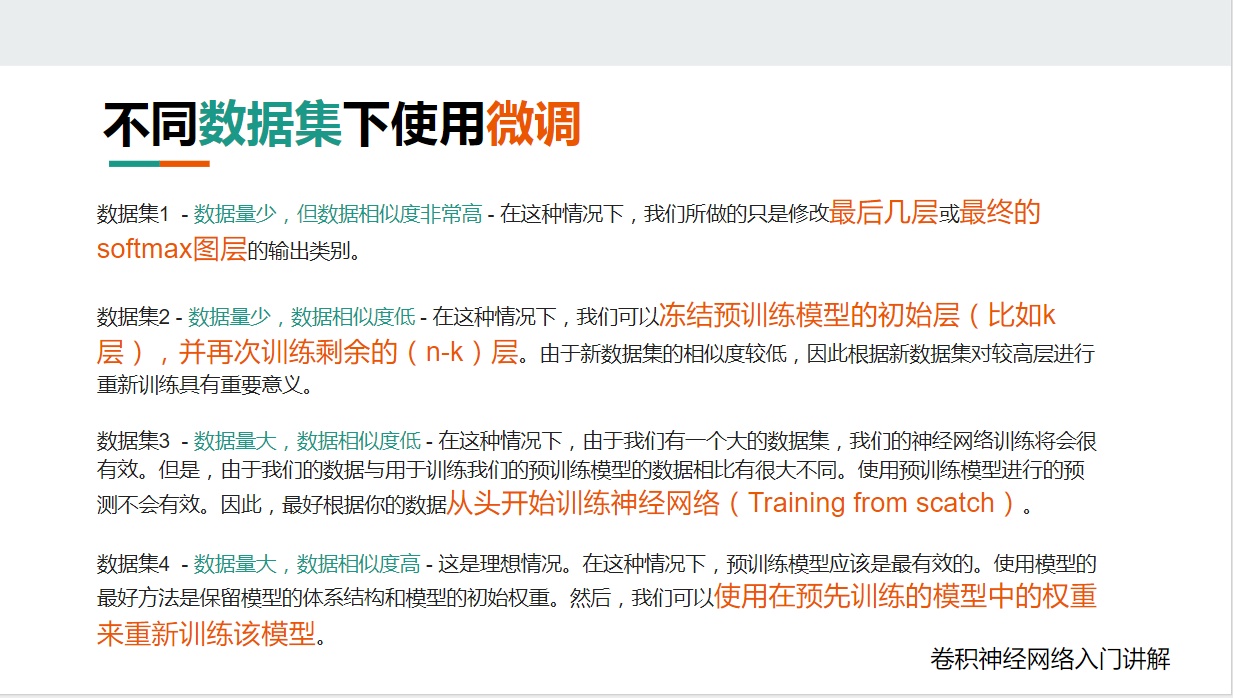 不同数据集下使用微调
数据集1 - 数据量少，但数据相似度非常高 - 在这种情况下，我们所做的只是修改最后几层或最终的
softmax图层的输出类别。
数据集2 - 数据量少，数据相似度低 - 在这种情况下，我们可以冻结预训练模型的初始层（比如k
层），并再次训练剩余的（n-k）层。由于新数据集的相似度较低，因此根据新数据集对较高层进行
重新训练具有重要意义。
数据集3 - 数据量大，数据相似度低 - 在这种情况下，由于我们有一个大的数据集，我们的神经网络训练将会很
有效。但是，由于我们的数据与用于训练我们的预训练模型的数据相比有很大不同。使用预训练模型进行的预
测不会有效。因此，最好根据你的数据从头开始训练神经网络（Training from scatch）。
数据集4 - 数据量大，数据相似度高 - 这是理想情况。在这种情况下，预训练模型应该是最有效的。使用模型的
最好方法是保留模型的体系结构和模型的初始权重。然后，我们可以使用在预先训练的模型中的权重
来重新训练该模型。
卷积神经网络入门讲解